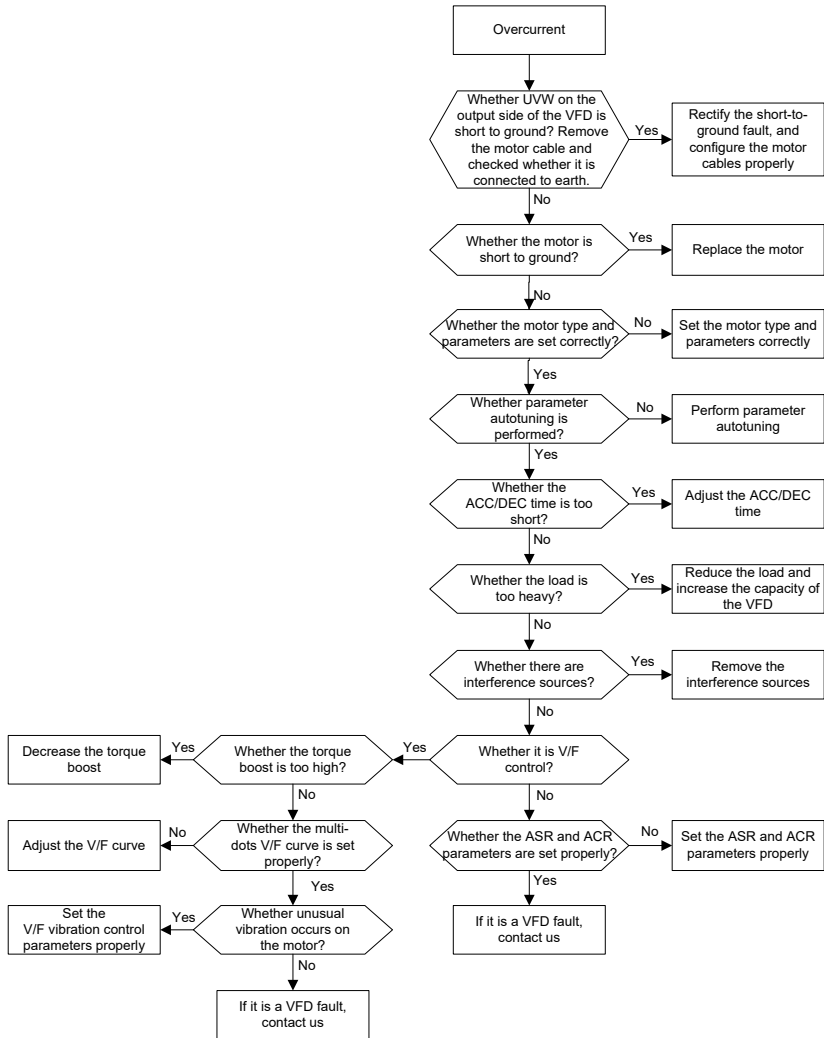 Overcurrent
Whether UVW on the
output side of the VFD is
short to ground? Remove
the motor cable and
checked whether it is
connected to earth.
Yes
Rectify the short-to-
ground fault, and
configure the motor
cables properly
No
Whether the motor is
short to ground?
Yes
Replace the motor
No
Whether the motor type and
parameters are set correctly?
No
Set the motor type and
parameters correctly
Yes
Whether parameter
autotuning is
performed?
No
Perform parameter
autotuning
Yes
Whether the
ACC/DEC time is too
short?
Yes
Adjust the ACC/DEC
time
No
Whether the load is
too heavy?
Yes
Reduce the load and
increase the capacity of
the VFD
No
Whether there are
interference sources?
Yes
Remove the
interference sources
No
Whether it is V/F
control?
Yes
Whether the torque
boost is too high?
Yes
Decrease the torque
boost
No
Whether the multi-
dots V/F curve is set
properly?
No
Adjust the V/F curve
Yes
Whether unusual
vibration occurs on
the motor?
Yes
Set the
V/F vibration control
parameters properly
No
If it is a VFD fault,
contact us
No
Whether the ASR and ACR
parameters are set properly?
No
Set the ASR and ACR
parameters properly
Yes
If it is a VFD fault,
contact us